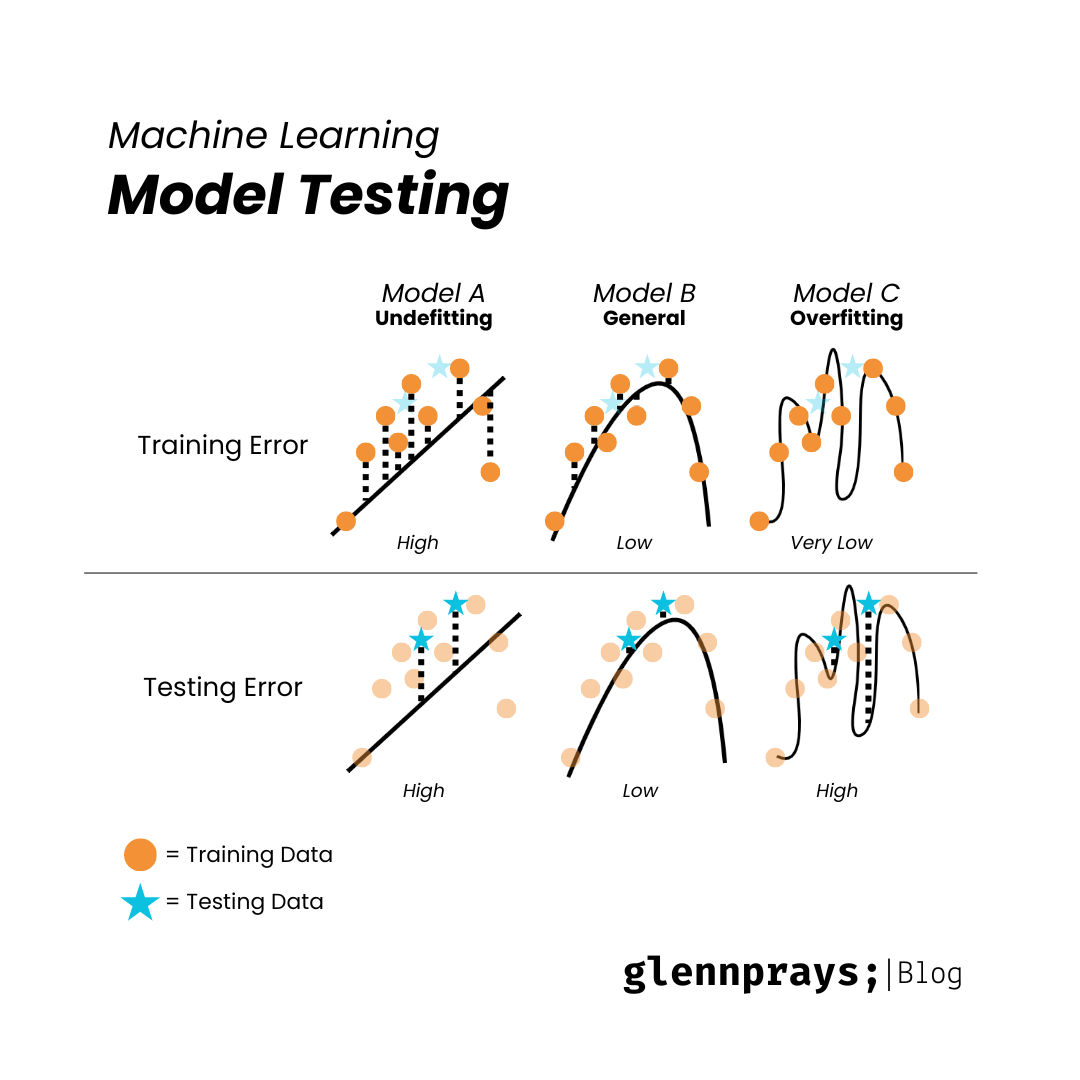 Machine Learning
Model Testing
Model A
Undefitting
Model B
General
Model C
Overfitting
Training Error
High
Low
Very Low
Testing Error
High
Low
High
= Training Data
= Testing Data
glennprays;|Blog